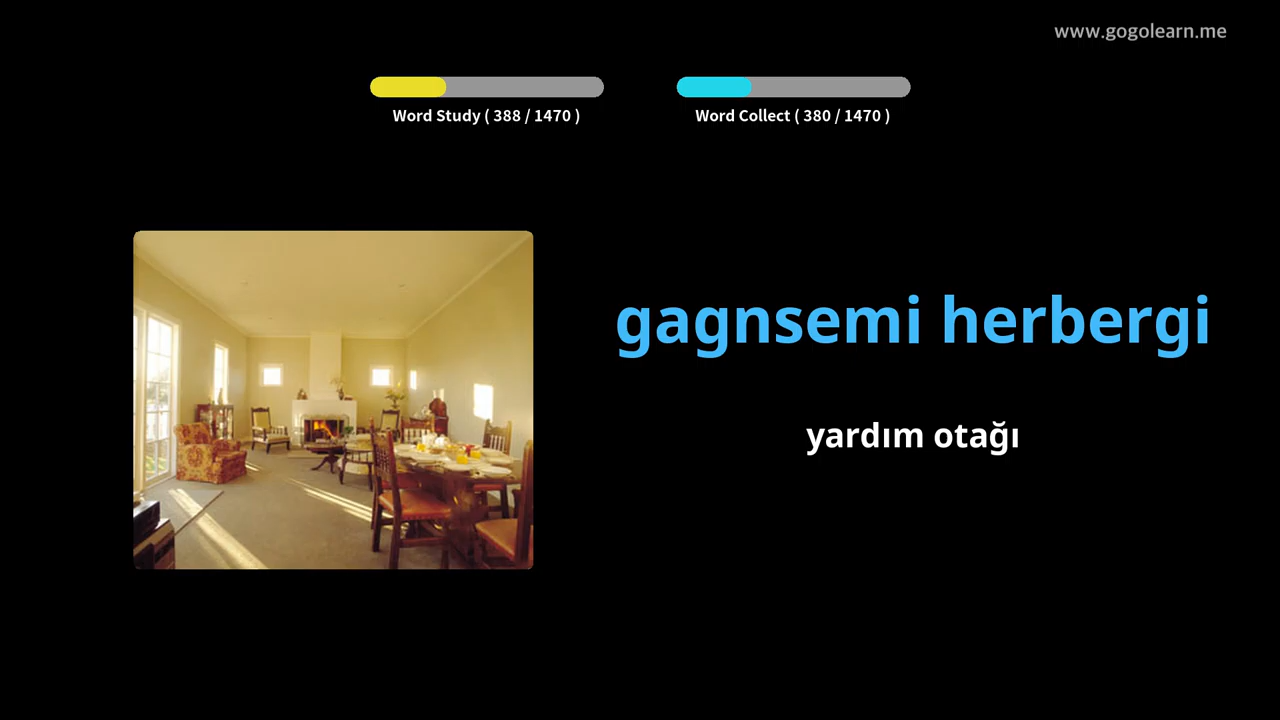 www.gogolearn.me
Word Study ( 388 / 1470 )
Word Collect ( 380 / 1470 )
gagnsemi herbergi
yardım otağı